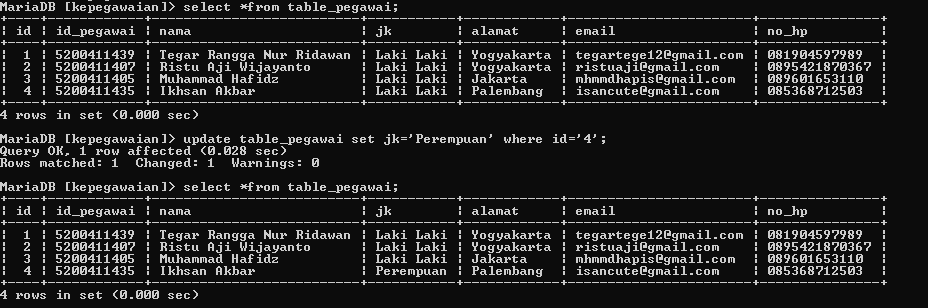 MariaDB [kepegawaian]> select *from table_pegawai;
+----+------------+--------------------------+-----------+------------+----------------------+---------------+
| id | id_pegawai | nama                     | jk        | alamat     | email                | no_hp         |
+----+------------+--------------------------+-----------+------------+----------------------+---------------+
|  1 | 5200411439 | Tegar Rangga Nur Ridawan | Laki Laki | Yogyakarta | tegartege12@gmail.com | 081904597989  |
|  2 | 5200411407 | Ristu Aji Wijayanto      | Laki Laki | Yogyakarta | ristuaji@gmail.com   | 0895421870367 |
|  3 | 5200411405 | Muhammad Hafidz          | Laki Laki | Jakarta    | mhmmdhapis@gmail.com | 089601653110  |
|  4 | 5200411435 | Ikhsan Akbar             | Laki Laki | Palembang  | isancute@gmail.com   | 085368712503  |
+----+------------+--------------------------+-----------+------------+----------------------+---------------+
4 rows in set (0.000 sec)
MariaDB [kepegawaian]> update table_pegawai set jk='Perempuan' where id='4';
Query OK, 1 row affected (0.028 sec)
Rows matched: 1  Changed: 1  Warnings: 0
MariaDB [kepegawaian]> select *from table_pegawai;
+----+------------+--------------------------+-----------+------------+----------------------+---------------+
| id | id_pegawai | nama                     | jk        | alamat     | email                | no_hp         |
+----+------------+--------------------------+-----------+------------+----------------------+---------------+
|  1 | 5200411439 | Tegar Rangga Nur Ridawan | Laki Laki | Yogyakarta | tegartege12@gmail.com | 081904597989  |
|  2 | 5200411407 | Ristu Aji Wijayanto      | Laki Laki | Yogyakarta | ristuaji@gmail.com   | 0895421870367 |
|  3 | 5200411405 | Muhammad Hafidz          | Laki Laki | Jakarta    | mhmmdhapis@gmail.com | 089601653110  |
|  4 | 5200411435 | Ikhsan Akbar             | Perempuan | Palembang  | isancute@gmail.com   | 085368712503  |
+----+------------+--------------------------+-----------+------------+----------------------+---------------+
4 rows in set (0.000 sec)